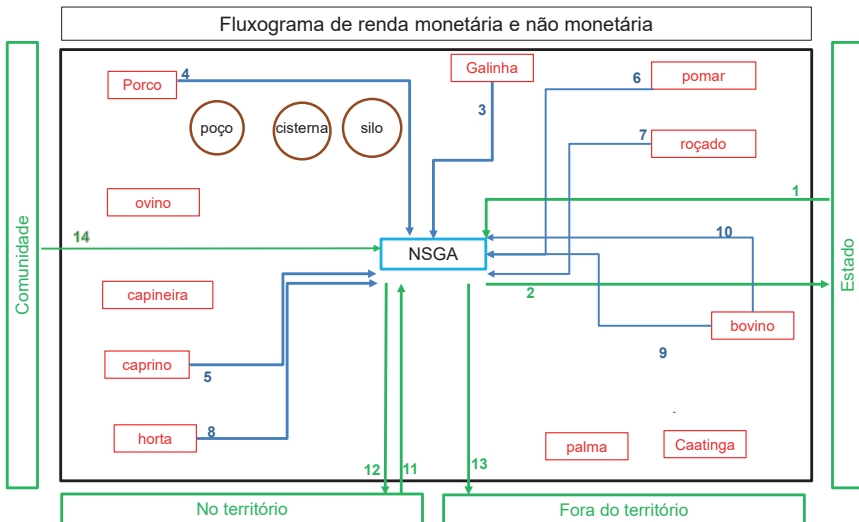 Fluxograma de renda monetária e não monetária
Comunidade
Estado
Porco
4
Galinha
6
pomar
3
poço
cisterna
silo
7
roçado
ovino
1
14
10
NSGA
capineira
2
bovino
caprino
5
9
horta
8
palma
Caatinga
12
11
13
No território
Fora do território